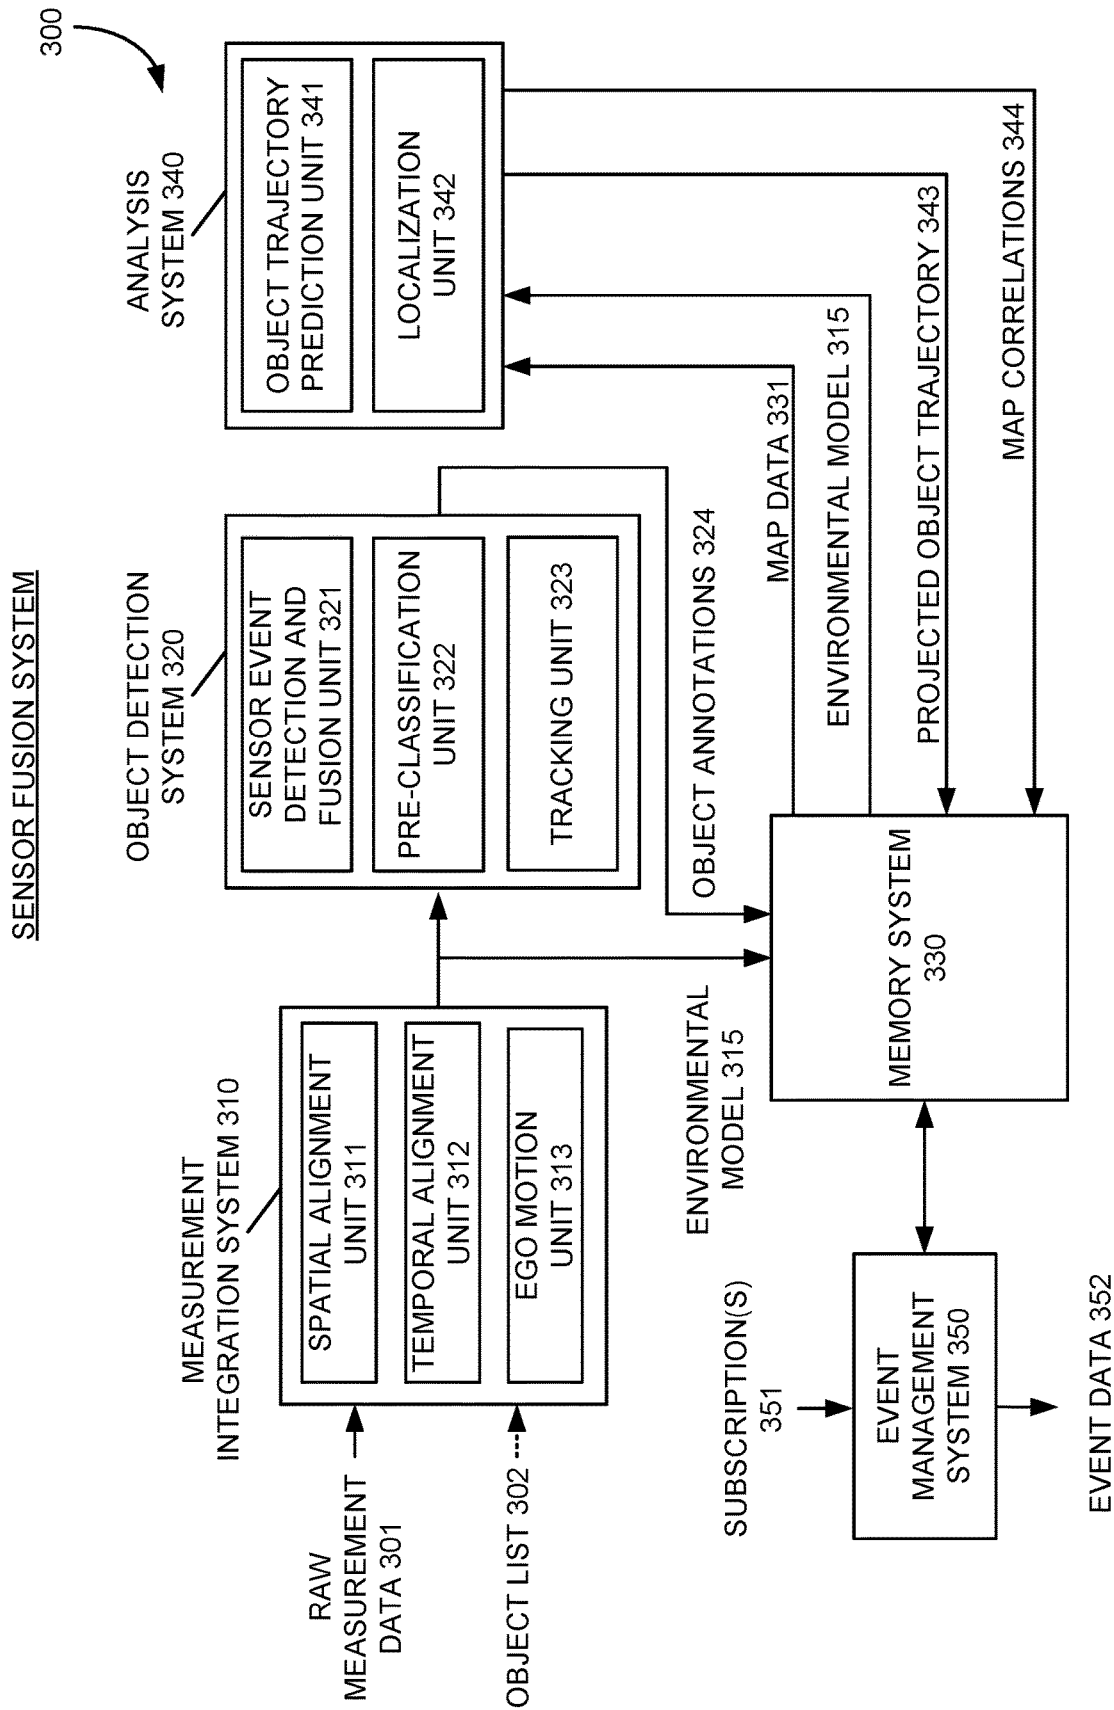 SENSOR FUSION SYSTEM
300
MEASUREMENT
INTEGRATION SYSTEM 310
SPATIAL ALIGNMENT
UNIT 311
TEMPORAL ALIGNMENT
UNIT 312
EGO MOTION
UNIT 313
RAW
MEASUREMENT
DATA 301
OBJECT LIST 302
OBJECT DETECTION
SYSTEM 320
SENSOR EVENT
DETECTION AND
FUSION UNIT 321
PRE-CLASSIFICATION
UNIT 322
TRACKING UNIT 323
ANALYSIS
SYSTEM 340
OBJECT TRAJECTORY
PREDICTION UNIT 341
LOCALIZATION
UNIT 342
ENVIRONMENTAL
MODEL 315
OBJECT ANNOTATIONS 324
MAP DATA 331
ENVIRONMENTAL MODEL 315
PROJECTED OBJECT TRAJECTORY 343
MAP CORRELATIONS 344
MEMORY SYSTEM
330
SUBSCRIPTION(S)
351
EVENT
MANAGEMENT
SYSTEM 350
EVENT DATA 352